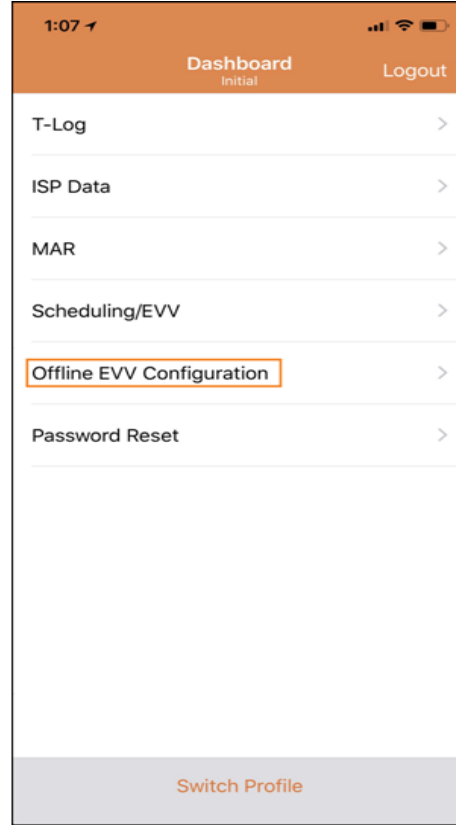 1:07
Dashboard
Initial
Logout
T-Log
ISP Data
MAR
Scheduling/EVV
Offline EVV Configuration
Password Reset
Switch Profile